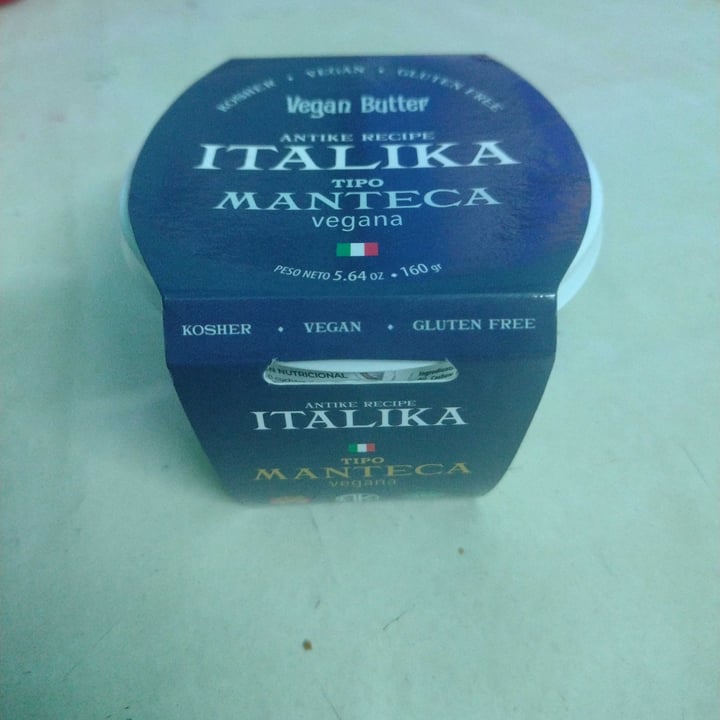 KOSHER • VEGAN • GLUTEN FREE
Vegan Butter
ANTIKE RECIPE
ITALIKA
TIPO
MANTECA
vegana
PESO NETO 5.64 OZ • 160 gr
KOSHER • VEGAN • GLUTEN FREE
N NUTRICIONAL
ANTIKE RECIPE
ITALIKA
TIPO
MANTECA
vegana